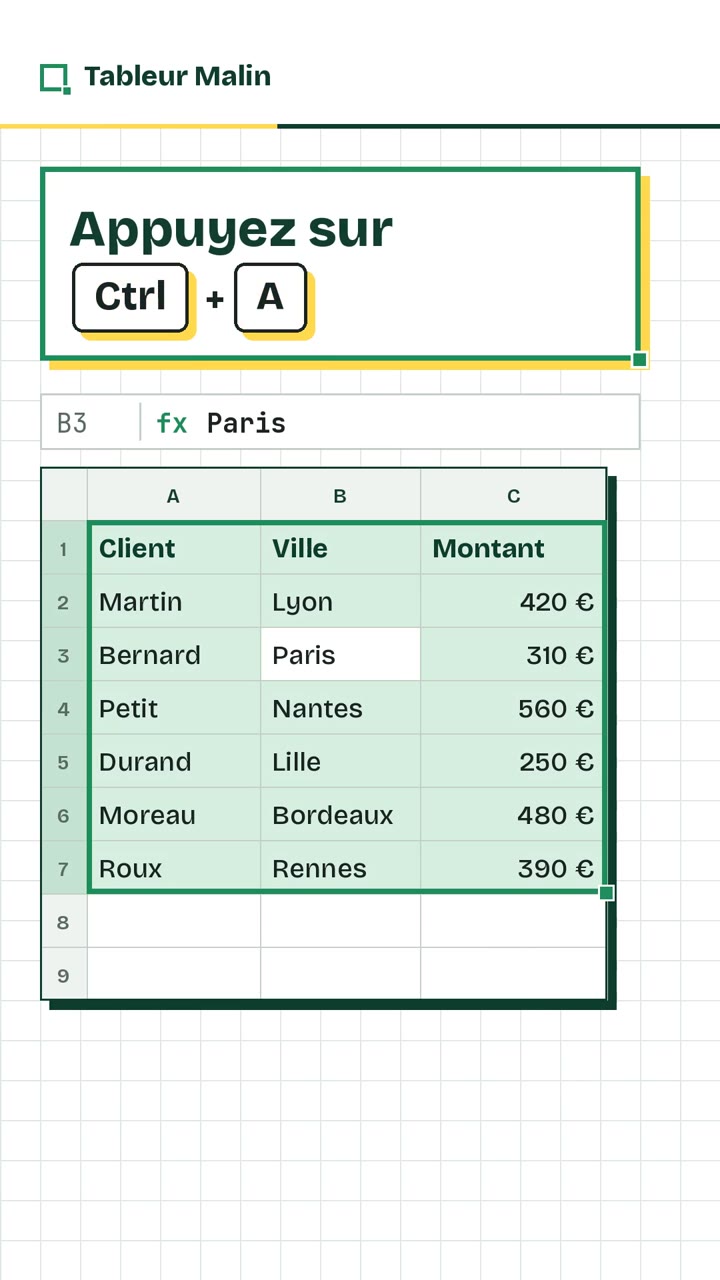 Tableur Malin
Appuyez sur
Ctrl + A
B3 fx Paris
A B C
1 Client Ville Montant
2 Martin Lyon 420 €
3 Bernard Paris 310 €
4 Petit Nantes 560 €
5 Durand Lille 250 €
6 Moreau Bordeaux 480 €
7 Roux Rennes 390 €
8
9